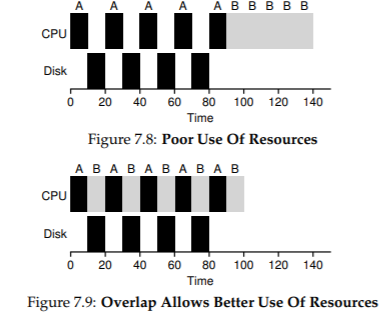 A A A A A B B B B B
CPU
Disk
0 20 40 60 80 100 120 140
Time
Figure 7.8: Poor Use Of Resources
A B A B A B A B A B
CPU
Disk
0 20 40 60 80 100 120 140
Time
Figure 7.9: Overlap Allows Better Use Of Resources